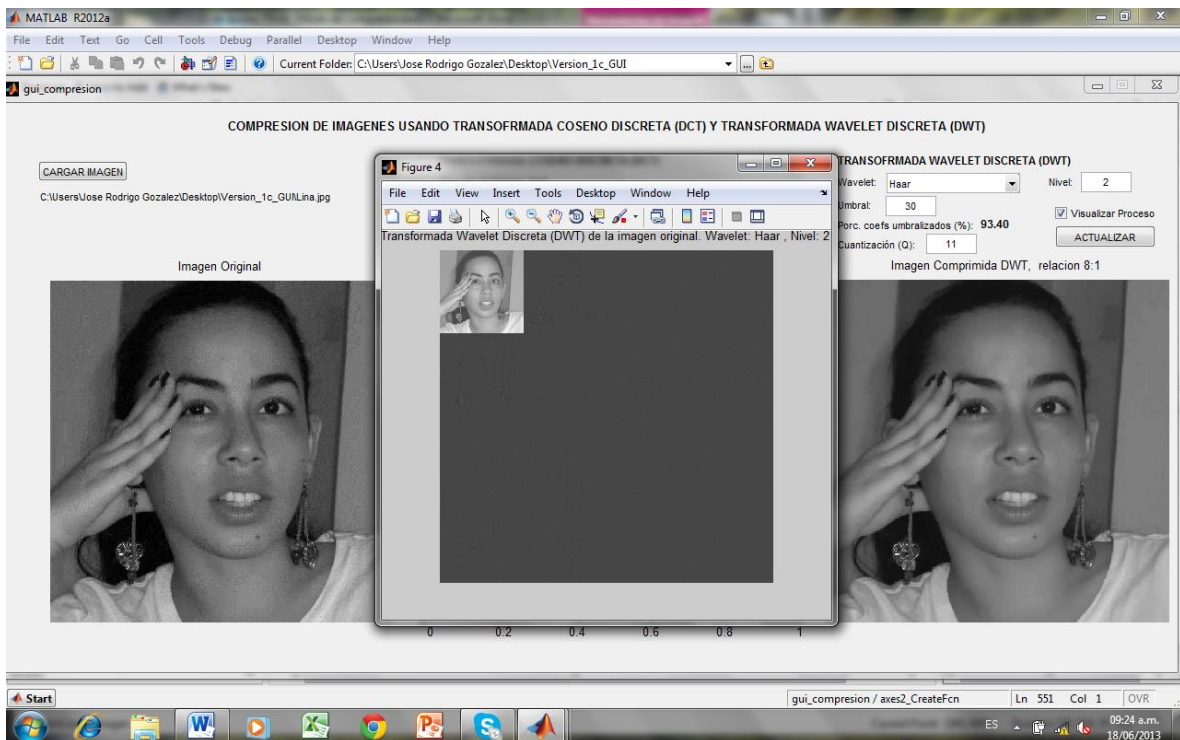 MATLAB R2012a
File Edit Text Go Cell Tools Debug Parallel Desktop Window Help
Current Folder: C:\Users\Jose Rodrigo Gozalez\Desktop\Version_1c_GUI
gui_compresion
COMPRESION DE IMAGENES USANDO TRANSOFRMADA COSENO DISCRETA (DCT) Y TRANSFORMADA WAVELET DISCRETA (DWT)
CARGAR IMAGEN
C:\Users\Jose Rodrigo Gozalez\Desktop\Version_1c_GUI\Lina.jpg
Imagen Original
Figure 4
File Edit View Insert Tools Desktop Window Help
Transformada Wavelet Discreta (DWT) de la imagen original. Wavelet: Haar , Nivel: 2
0 0.2 0.4 0.6 0.8 1
TRANSOFRMADA WAVELET DISCRETA (DWT)
Wavelet: Haar Nivel: 2
Umbral: 30
Visualizar Proceso
Porc. coefs umbralizados (%): 93.40
Cuantización (Q): 11
ACTUALIZAR
Imagen Comprimida DWT, relacion 8:1
Start
gui_compresion / axes2_CreateFcn Ln 551 Col 1 OVR
ES
09:24 a.m.
18/06/2013